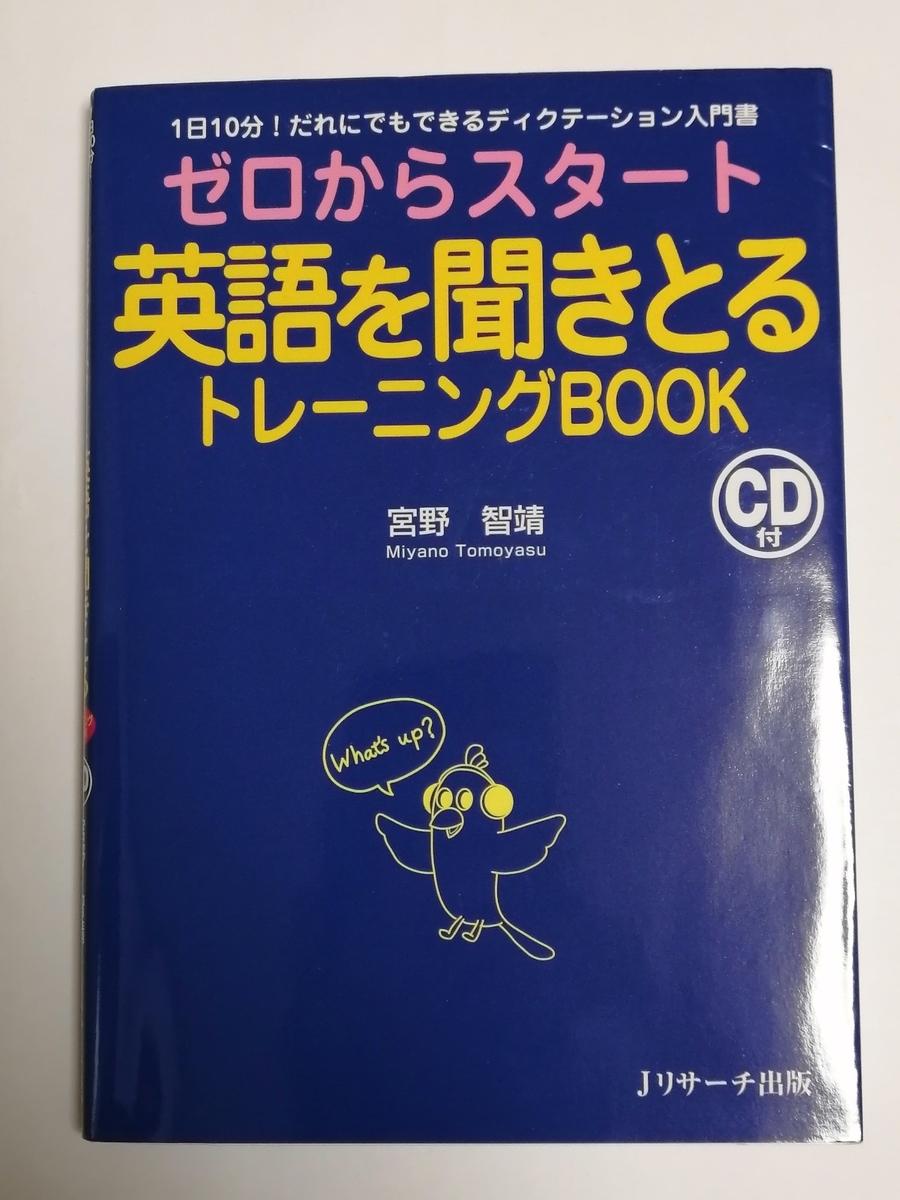 1日10分！だれにでもできるディクテーション入門書
ゼロからスタート
英語を聞きとる
トレーニングBOOK
CD
付
宮野　智靖
Miyano Tomoyasu
What's up?
Jリサーチ出版